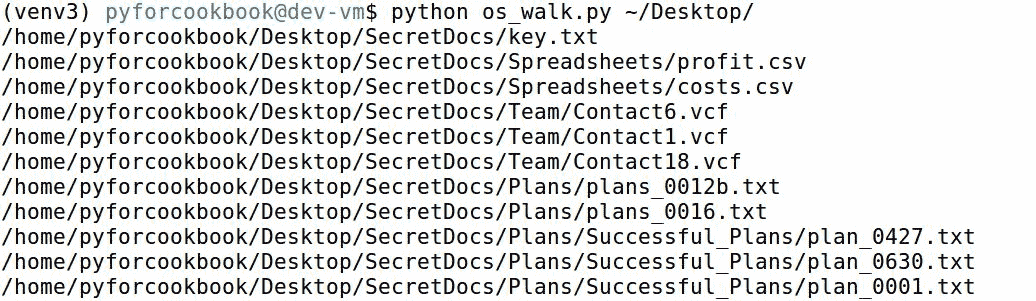 (venv3) pyforcookbook@dev-vm$ python os_walk.py ~/Desktop/
/home/pyforcookbook/Desktop/SecretDocs/key.txt
/home/pyforcookbook/Desktop/SecretDocs/Spreadsheets/profit.csv
/home/pyforcookbook/Desktop/SecretDocs/Spreadsheets/costs.csv
/home/pyforcookbook/Desktop/SecretDocs/Team/Contact6.vcf
/home/pyforcookbook/Desktop/SecretDocs/Team/Contact1.vcf
/home/pyforcookbook/Desktop/SecretDocs/Team/Contact18.vcf
/home/pyforcookbook/Desktop/SecretDocs/Plans/plans_0012b.txt
/home/pyforcookbook/Desktop/SecretDocs/Plans/plans_0016.txt
/home/pyforcookbook/Desktop/SecretDocs/Plans/Successful_Plans/plan_0427.txt
/home/pyforcookbook/Desktop/SecretDocs/Plans/Successful_Plans/plan_0630.txt
/home/pyforcookbook/Desktop/SecretDocs/Plans/Successful_Plans/plan_0001.txt